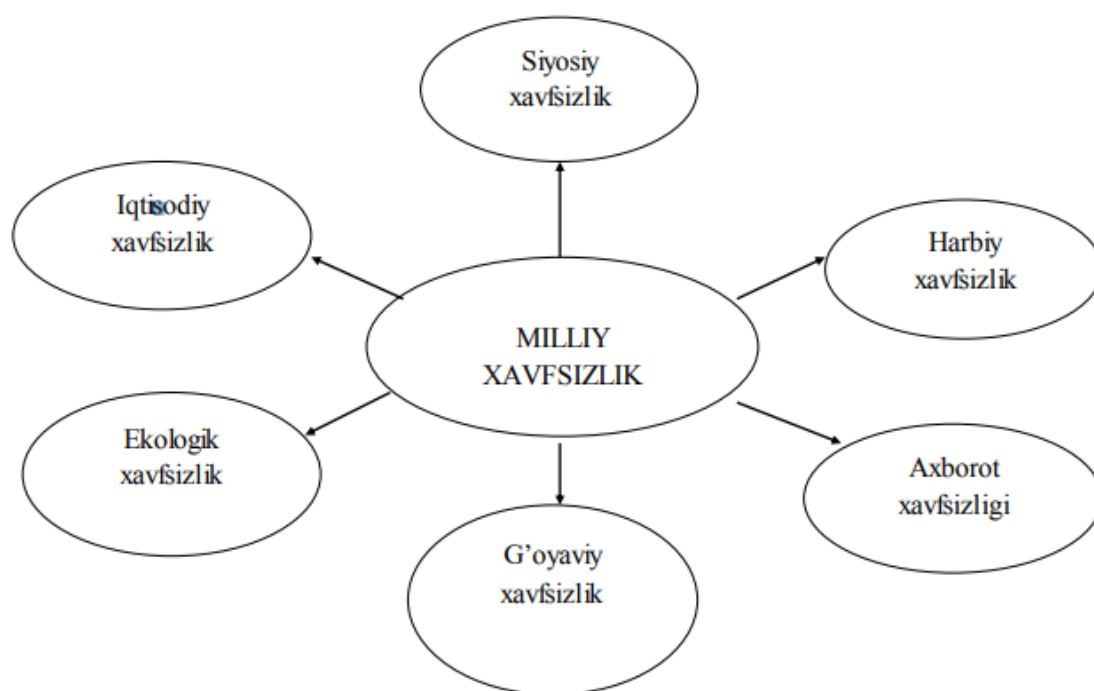 Siyosiy
xavfsizlik
Iqtisodiy
xavfsizlik
Harbiy
xavfsizlik
MILLIY
XAVFSIZLIK
Ekologik
xavfsizlik
Axborot
xavfsizligi
G’oyaviy
xavfsizlik